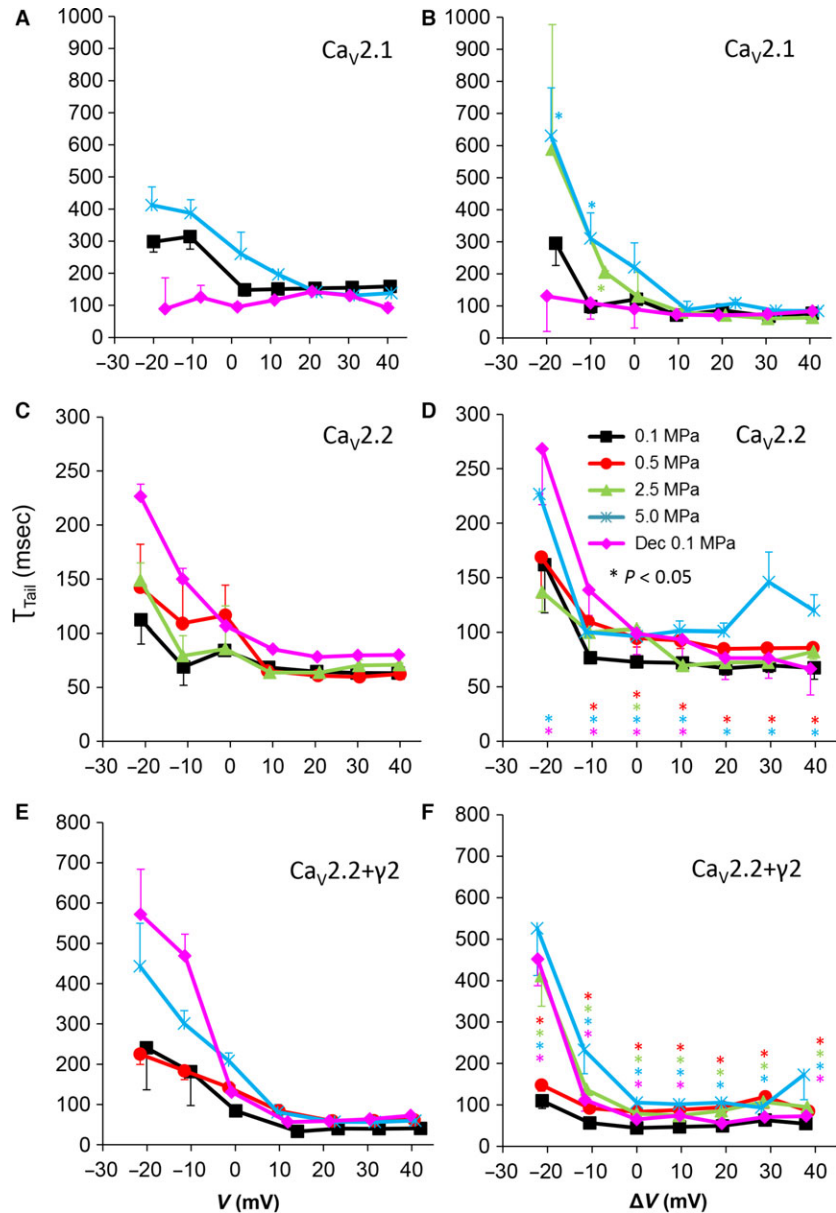 A
CaV2.1
1000
900
800
700
600
500
400
300
200
100
0
−30 −20 −10 0 10 20 30 40
B
CaV2.1
1000
900
800
700
600
500
400
300
200
100
0
* * *
−30 −20 −10 0 10 20 30 40
C
CaV2.2
300
250
200
150
100
50
0
−30 −20 −10 0 10 20 30 40
τTail (msec)
D
CaV2.2
300
250
200
150
100
50
0
0.1 MPa
0.5 MPa
2.5 MPa
5.0 MPa
Dec 0.1 MPa
* P < 0.05
−30 −20 −10 0 10 20 30 40
E
CaV2.2+γ2
800
700
600
500
400
300
200
100
0
−30 −20 −10 0 10 20 30 40
V (mV)
F
CaV2.2+γ2
800
700
600
500
400
300
200
100
0
−30 −20 −10 0 10 20 30 40
ΔV (mV)